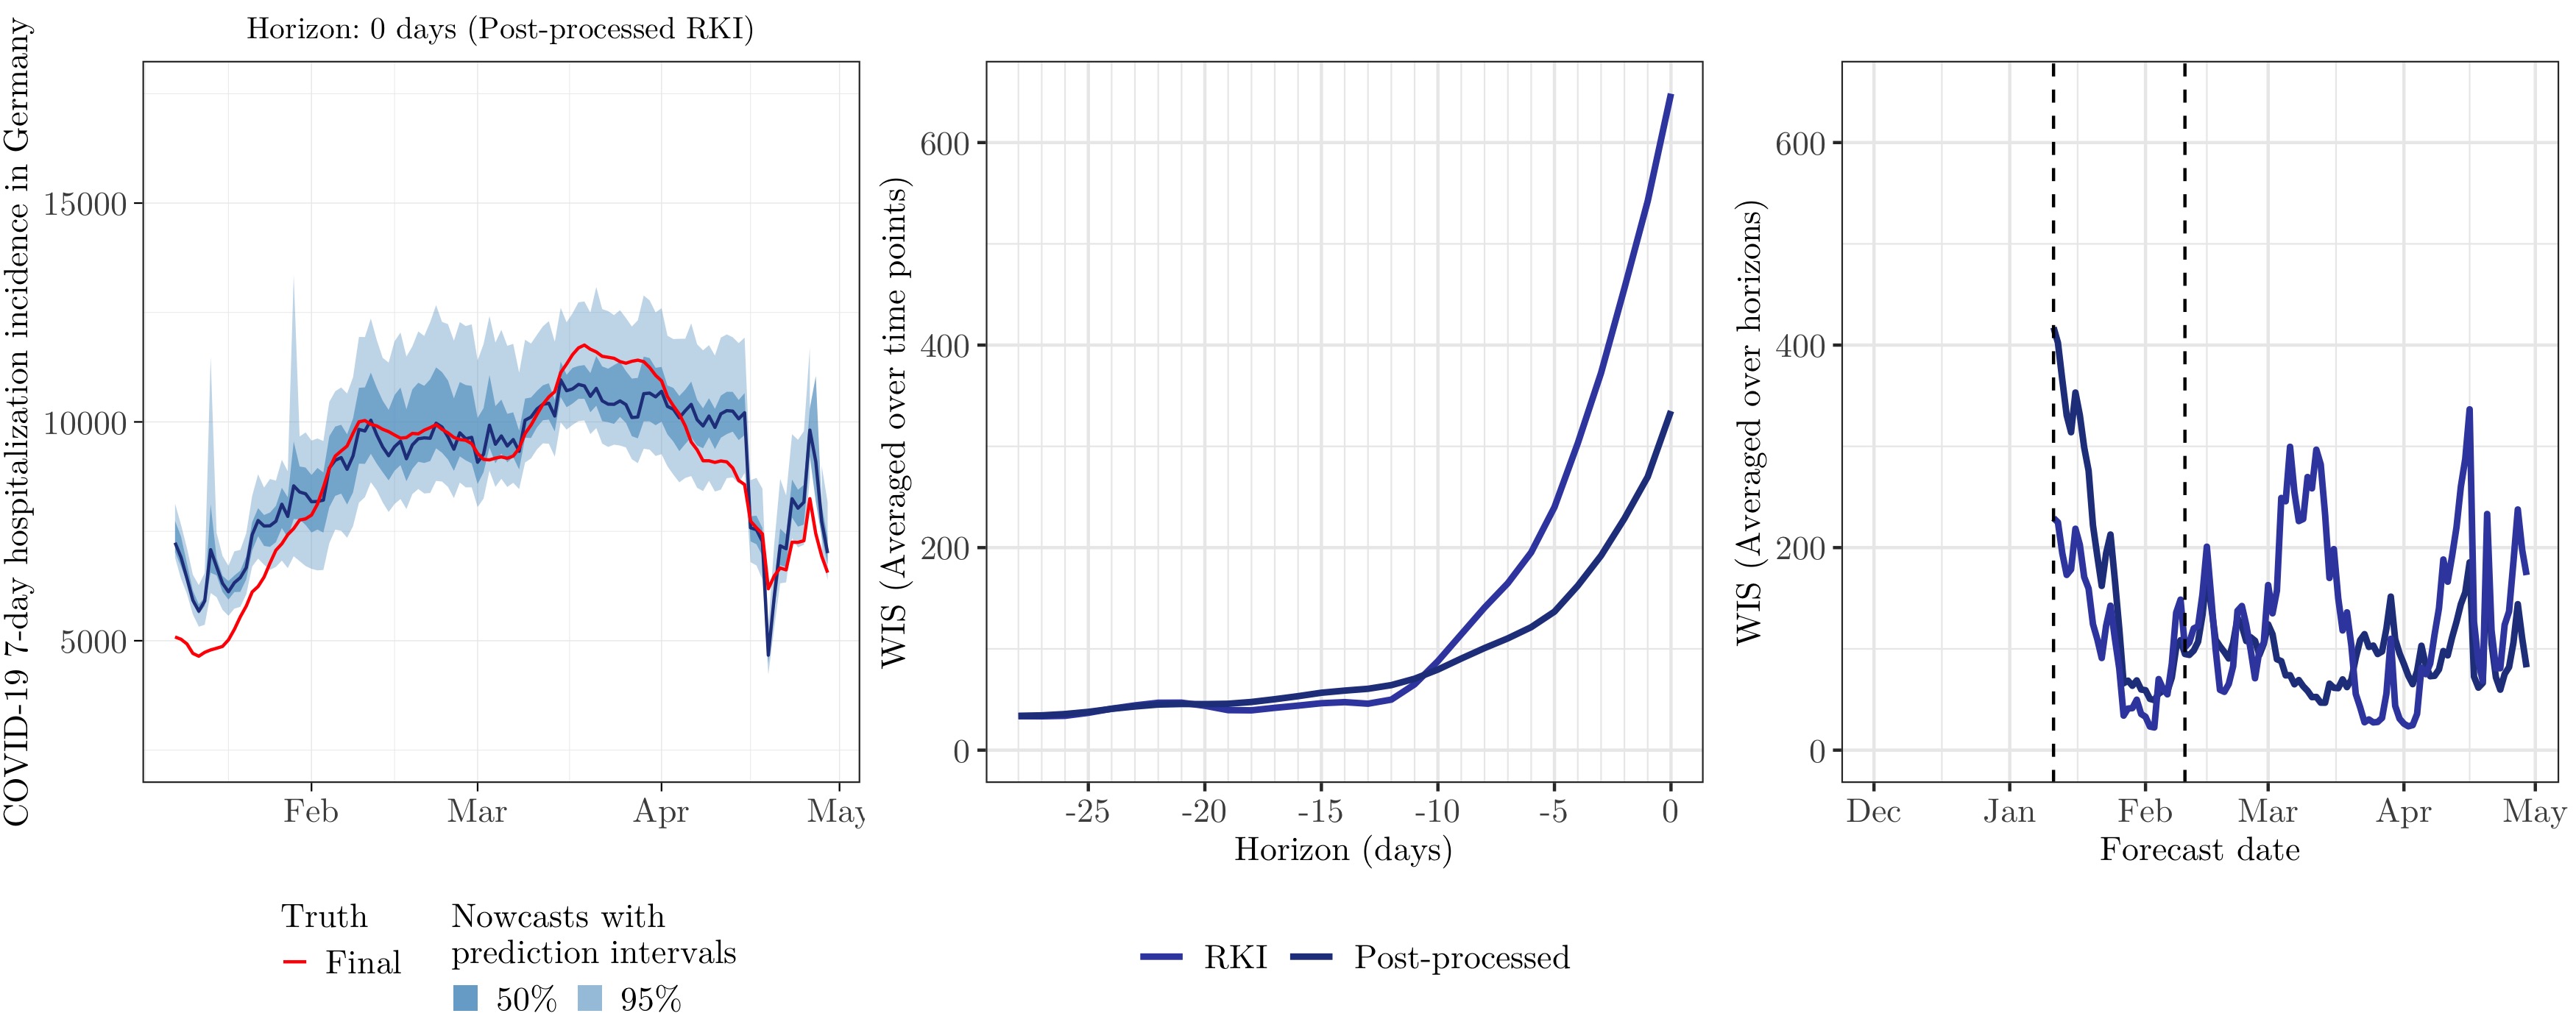 Horizon: 0 days (Post-processed RKI)
COVID-19 7-day hospitalization incidence in Germany
15000
10000
5000
Feb Mar Apr May
Truth
Final
Nowcasts with
prediction intervals
50% 95%
WIS (Averaged over time points)
600
400
200
0
-25 -20 -15 -10 -5 0
Horizon (days)
RKI Post-processed
WIS (Averaged over horizons)
600
400
200
0
Dec Jan Feb Mar Apr May
Forecast date